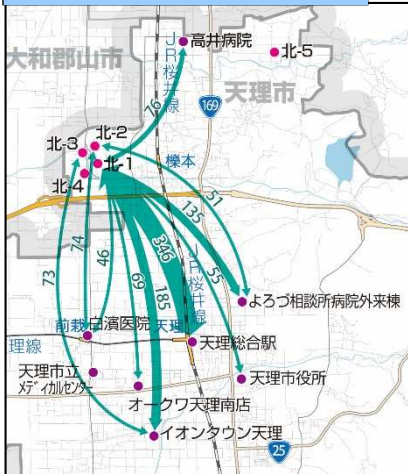 高井病院
JR桜井線
北-5
大和郡山市
169
天理市
76
北-2
北-3
北-1
櫟本
北-4
51
135
74
46
346
55
73
69
185
JR桜井線
よろづ相談所病院外来棟
前栽
白濱医院
天理
理線
天理総合駅
天理市立
メディカルセンター
天理市役所
オークワ天理南店
イオンタウン天理
25